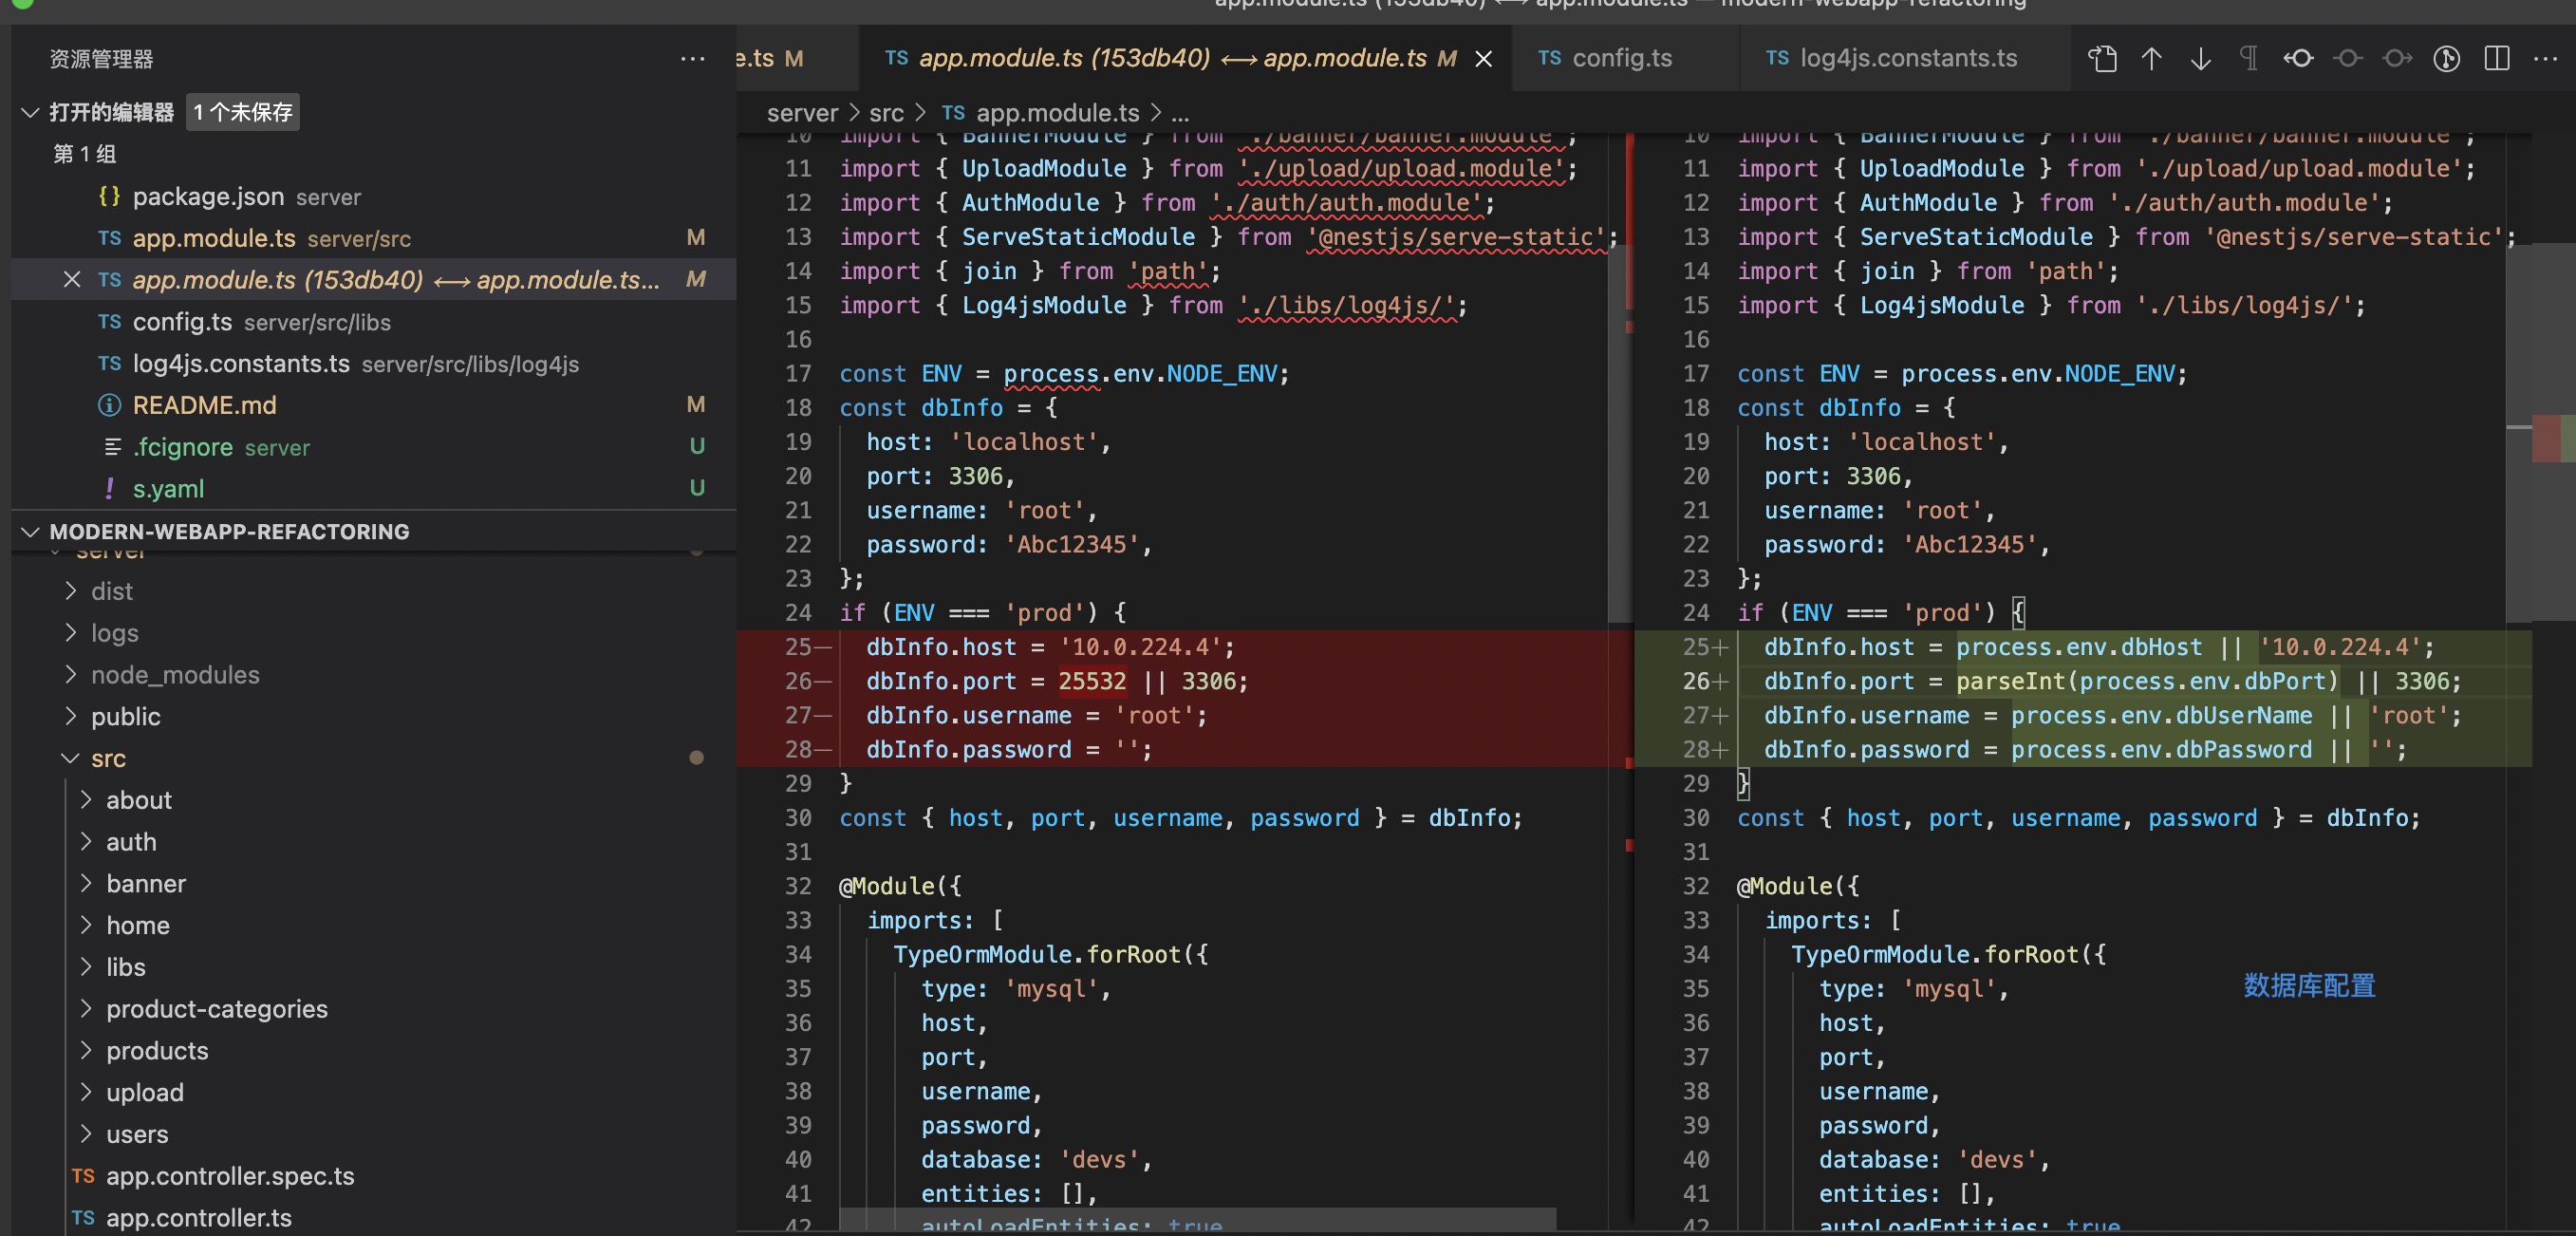 app.module.ts (153db40) ⟷ app.module.ts — modern-webapp-refactoring
资源管理器
打开的编辑器 1 个未保存
第 1 组
{} package.json server
TS app.module.ts server/src M
TS app.module.ts (153db40) ⟷ app.module.ts... M
TS config.ts server/src/libs
TS log4js.constants.ts server/src/libs/log4js
README.md M
.fcignore server U
! s.yaml U
MODERN-WEBAPP-REFACTORING
server
dist
logs
node_modules
public
src
about
auth
banner
home
libs
product-categories
products
upload
users
TS app.controller.spec.ts
TS app.controller.ts
e.ts M
TS app.module.ts (153db40) ⟷ app.module.ts M
TS config.ts
TS log4js.constants.ts
server > src > TS app.module.ts > ...
10 import { BannerModule } from './banner/banner.module';
11 import { UploadModule } from './upload/upload.module';
12 import { AuthModule } from './auth/auth.module';
13 import { ServeStaticModule } from '@nestjs/serve-static';
14 import { join } from 'path';
15 import { Log4jsModule } from './libs/log4js/';
16
17 const ENV = process.env.NODE_ENV;
18 const dbInfo = {
19 host: 'localhost',
20 port: 3306,
21 username: 'root',
22 password: 'Abc12345',
23 };
24 if (ENV === 'prod') {
25— dbInfo.host = '10.0.224.4';
26— dbInfo.port = 25532 || 3306;
27— dbInfo.username = 'root';
28— dbInfo.password = '';
29 }
30 const { host, port, username, password } = dbInfo;
31
32 @Module({
33 imports: [
34 TypeOrmModule.forRoot({
35 type: 'mysql',
36 host,
37 port,
38 username,
39 password,
40 database: 'devs',
41 entities: [],
42 autoLoadEntities: true
10 import { BannerModule } from './banner/banner.module';
11 import { UploadModule } from './upload/upload.module';
12 import { AuthModule } from './auth/auth.module';
13 import { ServeStaticModule } from '@nestjs/serve-static';
14 import { join } from 'path';
15 import { Log4jsModule } from './libs/log4js/';
16
17 const ENV = process.env.NODE_ENV;
18 const dbInfo = {
19 host: 'localhost',
20 port: 3306,
21 username: 'root',
22 password: 'Abc12345',
23 };
24 if (ENV === 'prod') {
25+ dbInfo.host = process.env.dbHost || '10.0.224.4';
26+ dbInfo.port = parseInt(process.env.dbPort) || 3306;
27+ dbInfo.username = process.env.dbUserName || 'root';
28+ dbInfo.password = process.env.dbPassword || '';
29 }
30 const { host, port, username, password } = dbInfo;
31
32 @Module({
33 imports: [
34 TypeOrmModule.forRoot({
35 type: 'mysql',
数据库配置
36 host,
37 port,
38 username,
39 password,
40 database: 'devs',
41 entities: [],
42 autoLoadEntities: true